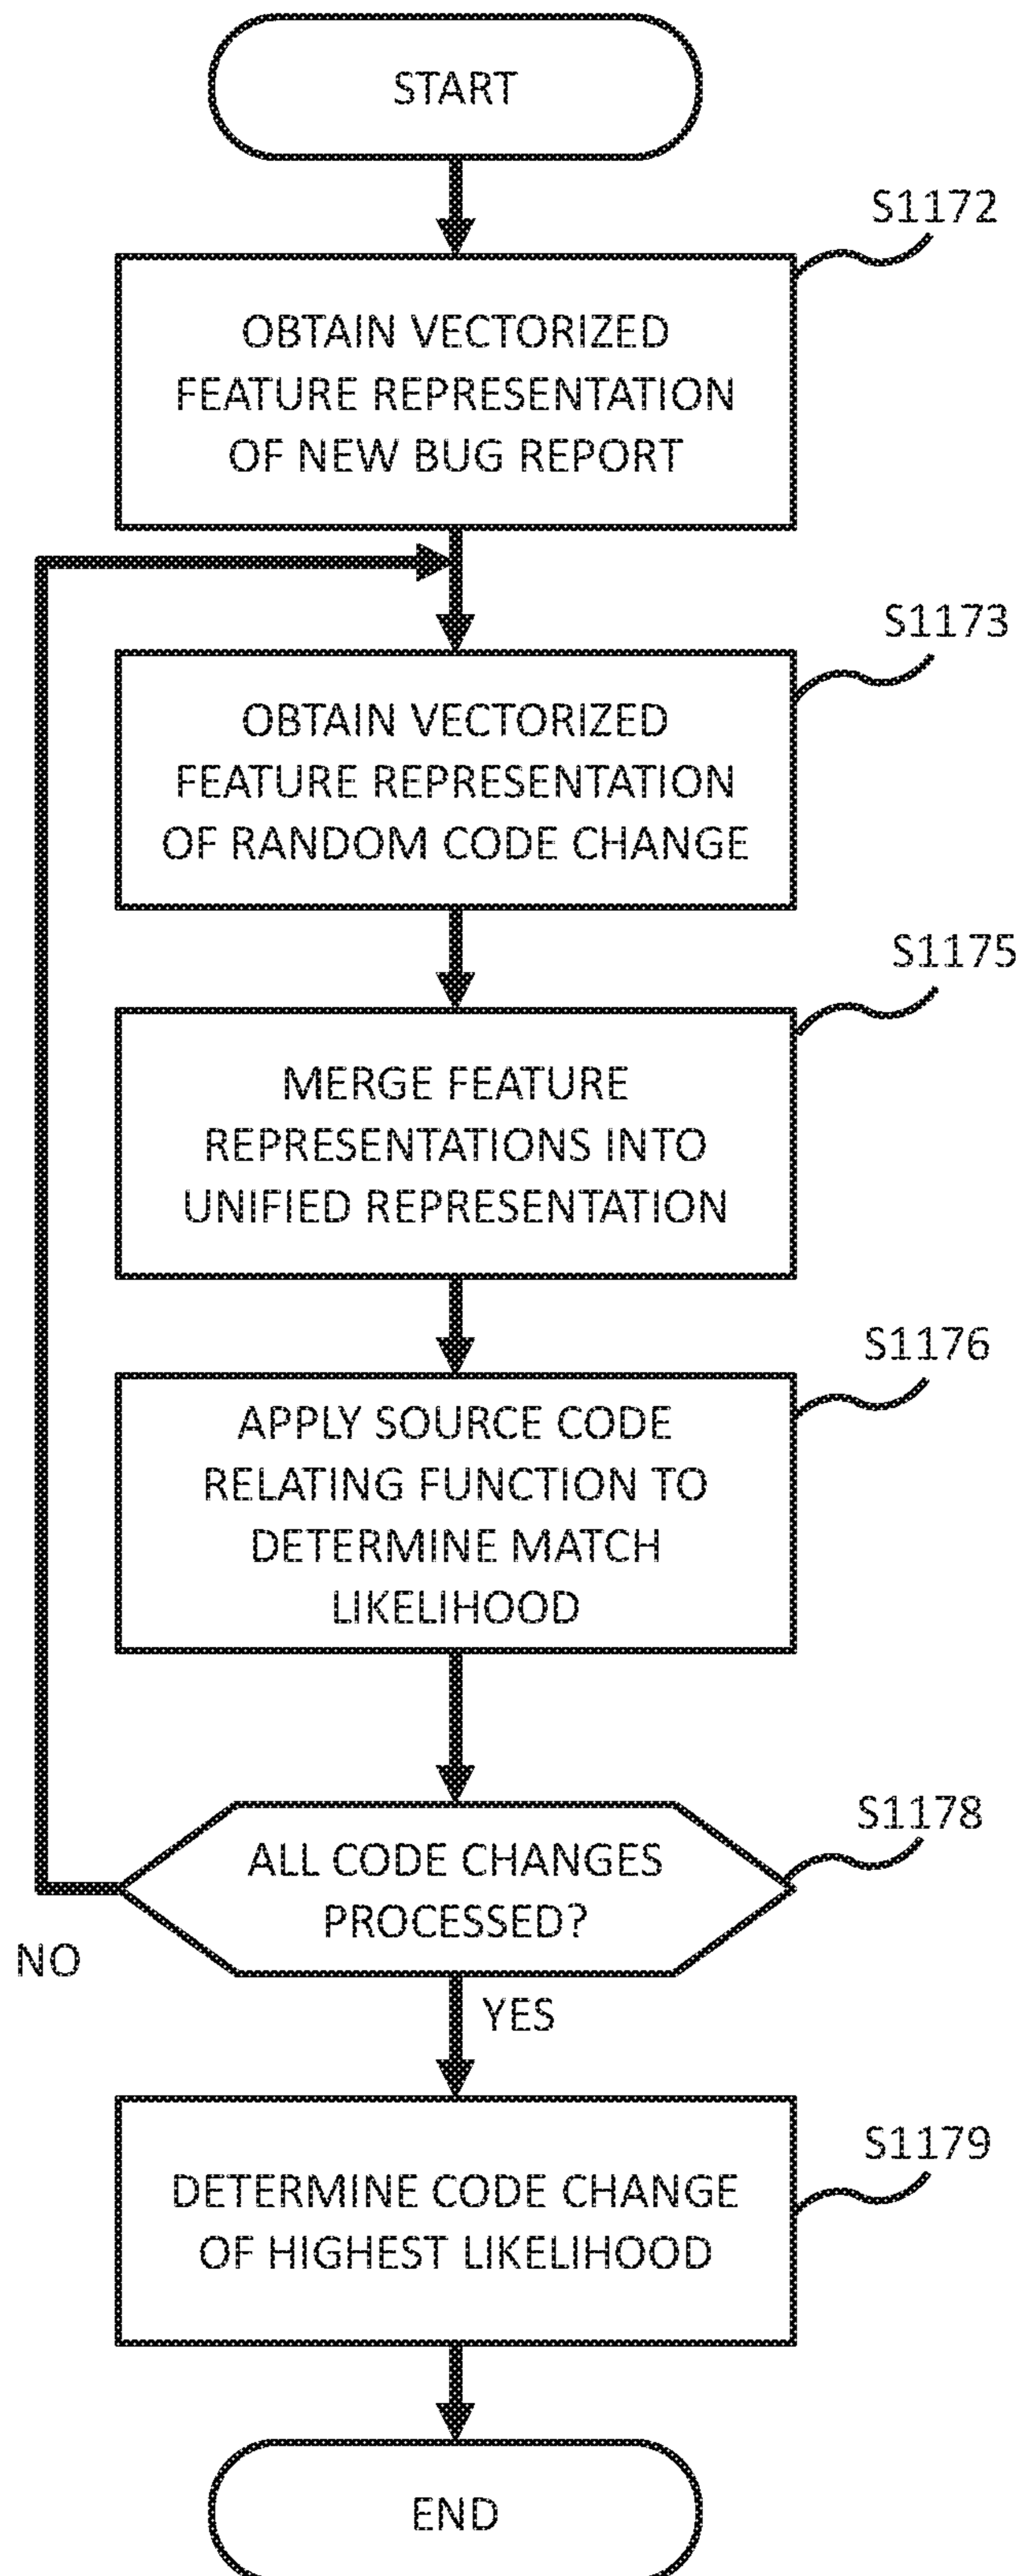 START
S1172
OBTAIN VECTORIZED
FEATURE REPRESENTATION
OF NEW BUG REPORT
S1173
OBTAIN VECTORIZED
FEATURE REPRESENTATION
OF RANDOM CODE CHANGE
S1175
MERGE FEATURE
REPRESENTATIONS INTO
UNIFIED REPRESENTATION
S1176
APPLY SOURCE CODE
RELATING FUNCTION TO
DETERMINE MATCH
LIKELIHOOD
S1178
ALL CODE CHANGES
PROCESSED?
NO
YES
S1179
DETERMINE CODE CHANGE
OF HIGHEST LIKELIHOOD
END